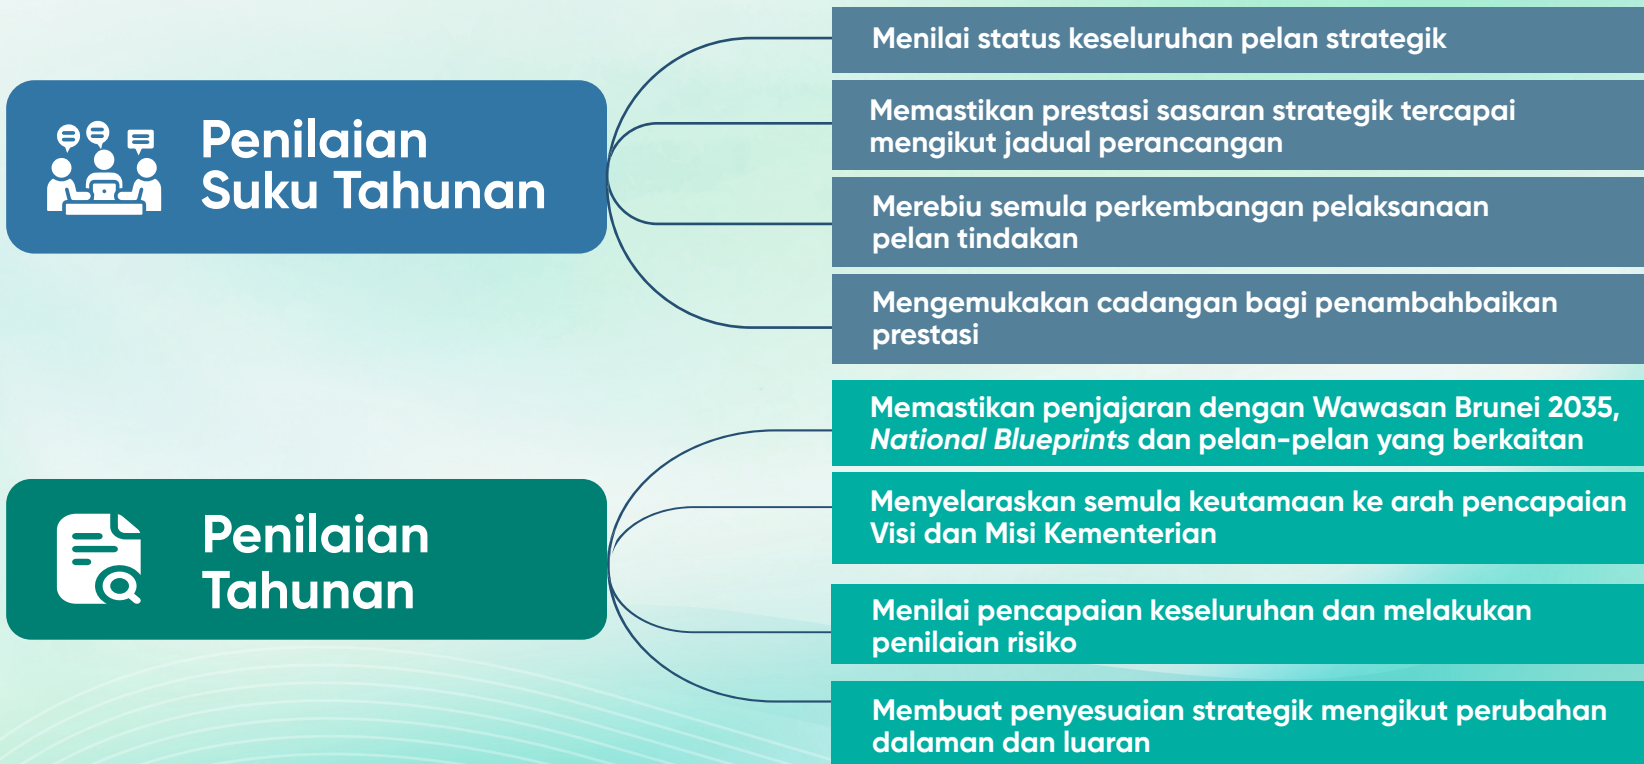 Penilaian
Suku Tahunan
Menilai status keseluruhan pelan strategik
Memastikan prestasi sasaran strategik tercapai
mengikut jadual perancangan
Merebiu semula perkembangan pelaksanaan
pelan tindakan
Mengemukakan cadangan bagi penambahbaikan
prestasi
Penilaian
Tahunan
Memastikan penjajaran dengan Wawasan Brunei 2035,
National Blueprints dan pelan-pelan yang berkaitan
Menyelaraskan semula keutamaan ke arah pencapaian
Visi dan Misi Kementerian
Menilai pencapaian keseluruhan dan melakukan
penilaian risiko
Membuat penyesuaian strategik mengikut perubahan
dalaman dan luaran